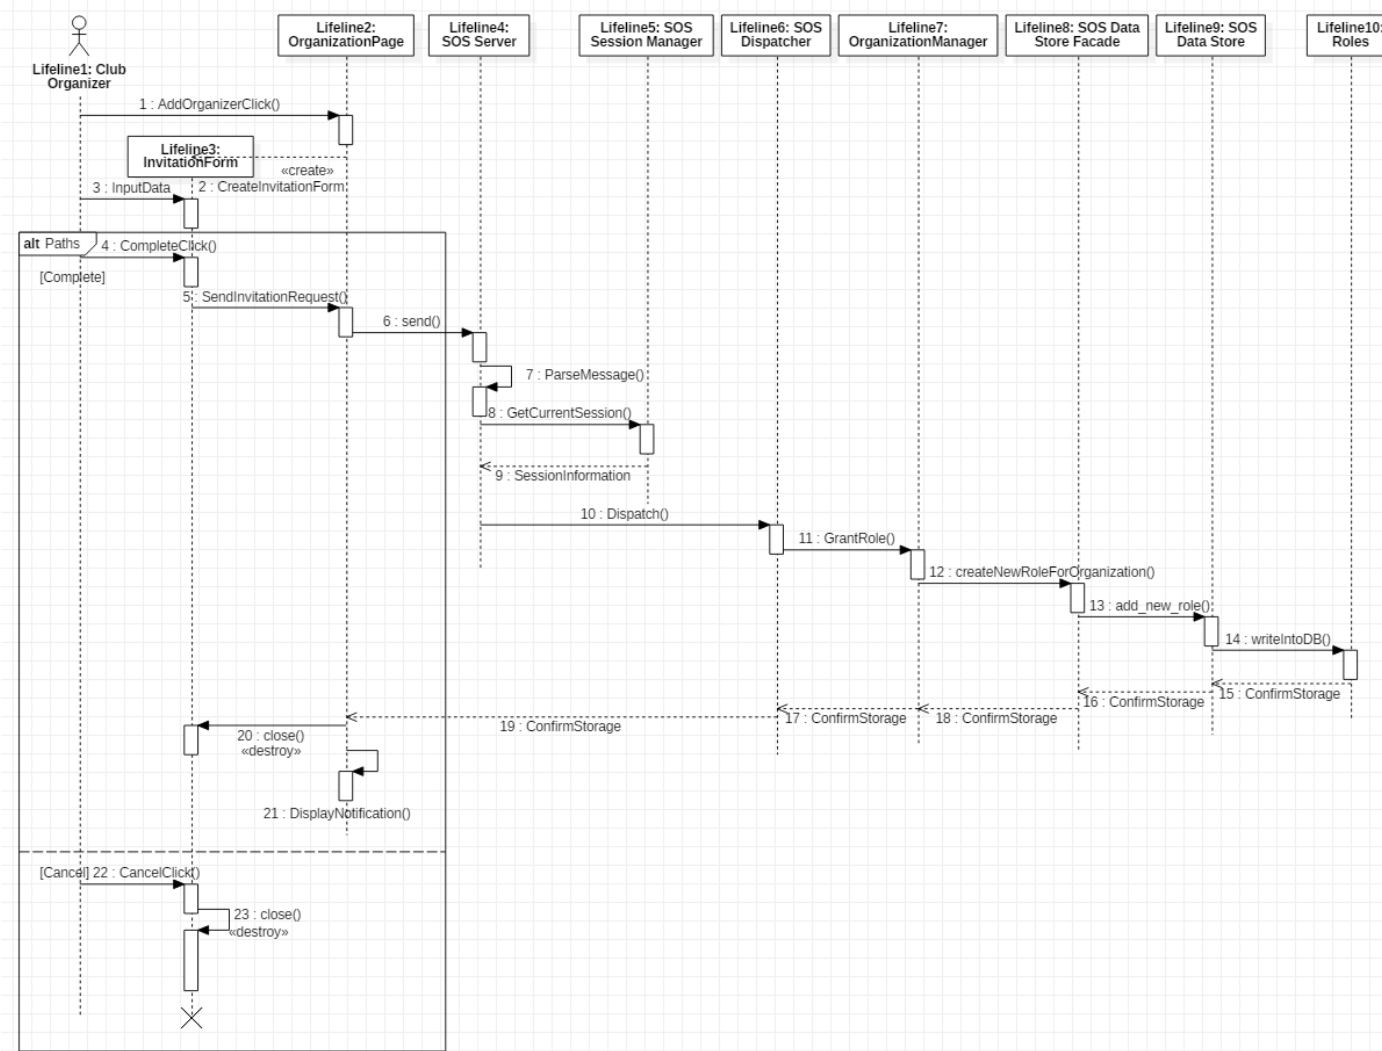 Lifeline1: Club
Organizer
Lifeline2:
OrganizationPage
Lifeline4:
SOS Server
Lifeline5: SOS
Session Manager
Lifeline6: SOS
Dispatcher
Lifeline7:
OrganizationManager
Lifeline8: SOS Data
Store Facade
Lifeline9: SOS
Data Store
Lifeline10:
Roles
1 : AddOrganizerClick()
Lifeline3:
InvitationForm
«create»
2 : CreateInvitationForm
3 : InputData
alt Paths
4 : CompleteClick()
[Complete]
5 : SendInvitationRequest()
6 : send()
7 : ParseMessage()
8 : GetCurrentSession()
9 : SessionInformation
10 : Dispatch()
11 : GrantRole()
12 : createNewRoleForOrganization()
13 : add_new_role()
14 : writeIntoDB()
15 : ConfirmStorage
16 : ConfirmStorage
17 : ConfirmStorage
18 : ConfirmStorage
19 : ConfirmStorage
20 : close()
«destroy»
21 : DisplayNotification()
[Cancel]
22 : CancelClick()
23 : close()
«destroy»